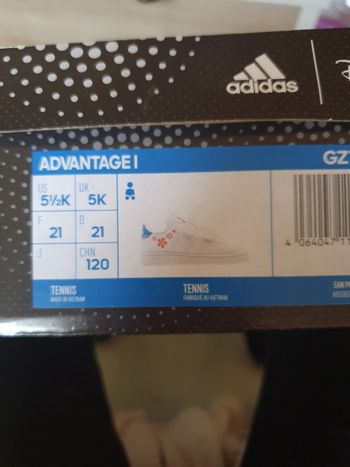 adidas
ADVANTAGE I
GZ
US UK
5½K 5K
F D
21 21
J CHN
120
4 064047 11
TENNIS TENNIS
MADE IN VIETNAM FABRIQUÉ AU VIETNAM